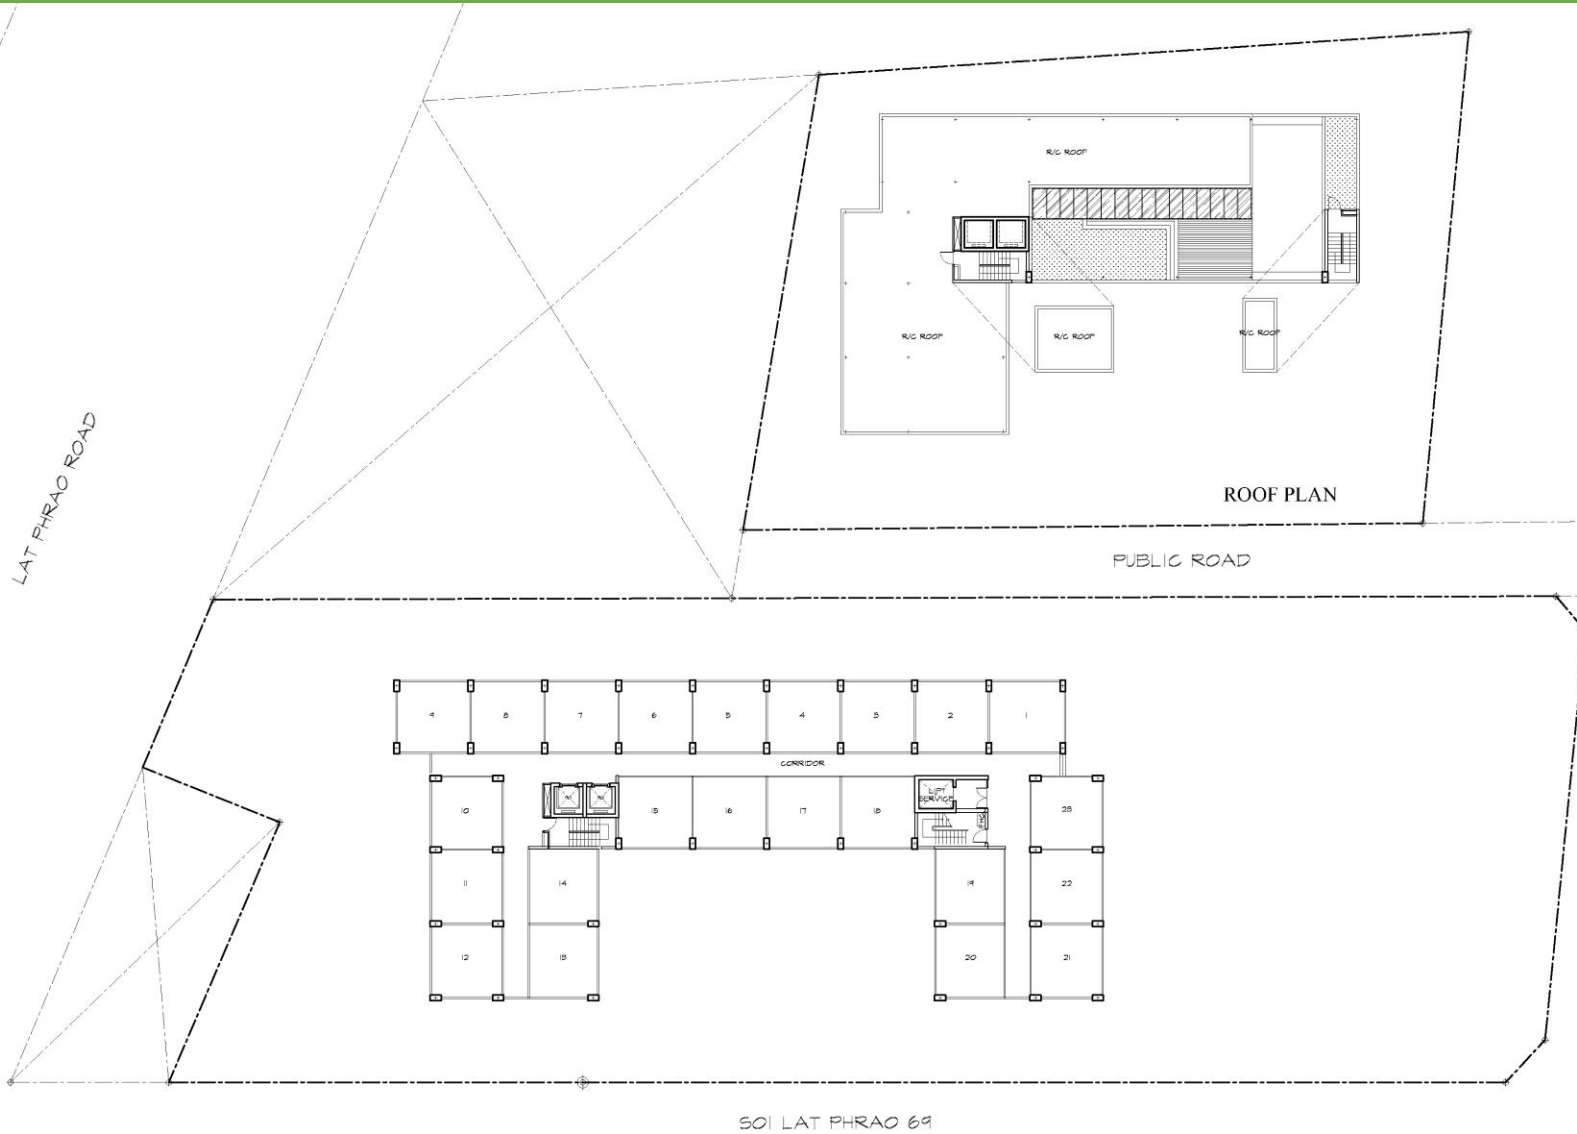 R/C ROOF
R/C ROOF
R/C ROOF
R/C ROOF
LAT PHRAO ROAD
ROOF PLAN
PUBLIC ROAD
9 8 7 6 5 4 3 2 1
CORRIDOR
10
15 16 17 18
LIFT
SERVICE
23
11
14
19
22
12
13
20
21
SOI LAT PHRAO 69